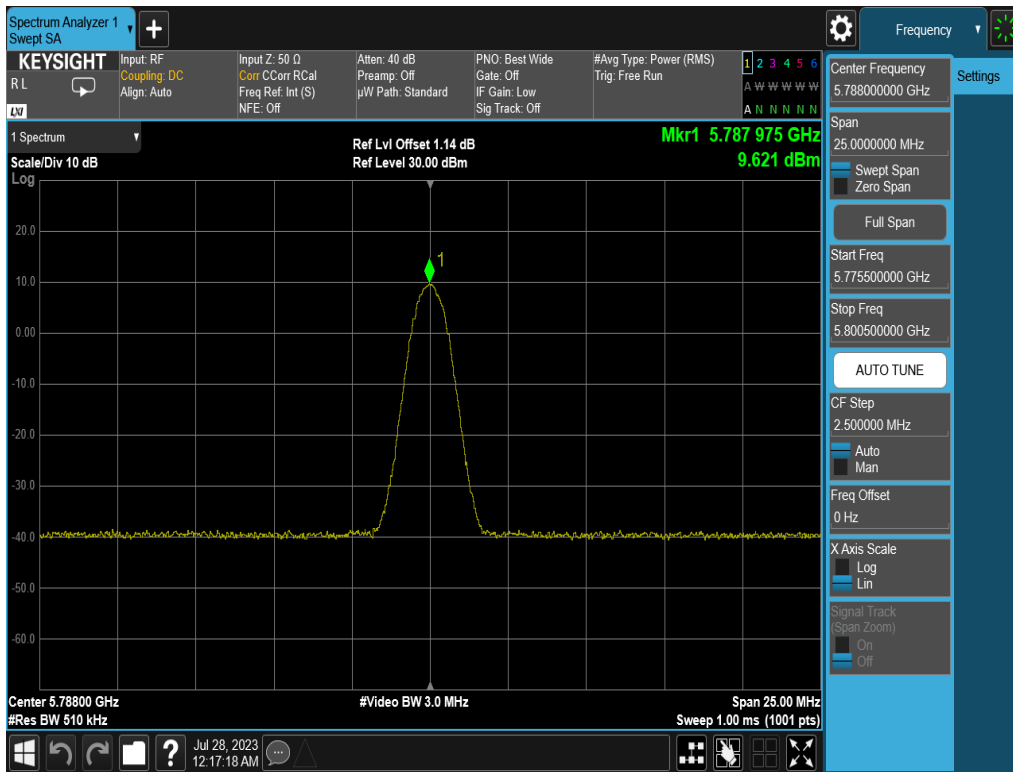 Spectrum Analyzer 1
Swept SA
Frequency
KEYSIGHT
R L
LXI
Input: RF
Coupling: DC
Align: Auto
Input Z: 50 Ω
Corr CCorr RCal
Freq Ref: Int (S)
NFE: Off
Atten: 40 dB
Preamp: Off
µW Path: Standard
PNO: Best Wide
Gate: Off
IF Gain: Low
Sig Track: Off
#Avg Type: Power (RMS)
Trig: Free Run
1 2 3 4 5 6
A W W W W W
A N N N N N
1 Spectrum
Scale/Div 10 dB
Log
Ref Lvl Offset 1.14 dB
Ref Level 30.00 dBm
Mkr1 5.787 975 GHz
9.621 dBm
1
20.0
10.0
0.00
-10.0
-20.0
-30.0
-40.0
-50.0
-60.0
Center 5.78800 GHz
#Res BW 510 kHz
#Video BW 3.0 MHz
Span 25.00 MHz
Sweep 1.00 ms (1001 pts)
Jul 28, 2023
12:17:18 AM
?
Center Frequency
5.788000000 GHz
Span
25.0000000 MHz
Swept Span
Zero Span
Full Span
Start Freq
5.775500000 GHz
Stop Freq
5.800500000 GHz
AUTO TUNE
CF Step
2.500000 MHz
Auto
Man
Freq Offset
0 Hz
X Axis Scale
Log
Lin
Signal Track
(Span Zoom)
On
Off
Settings